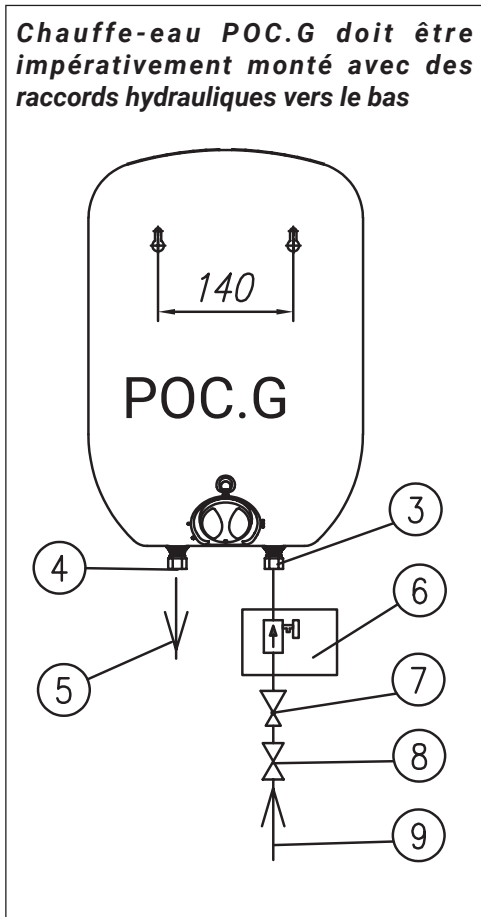 Chauffe-eau POC.G doit être
impérativement monté avec des
raccords hydrauliques vers le bas
140
POC.G
3
4
6
5
7
8
9